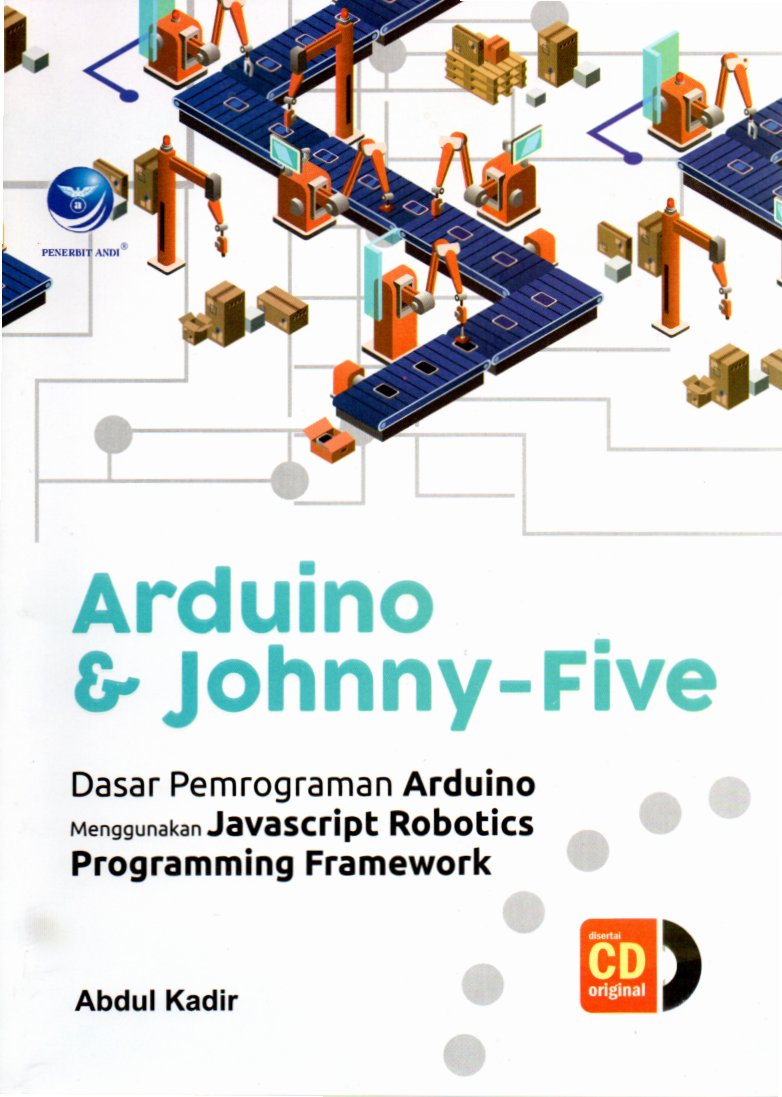 a
PENERBIT ANDI®
Arduino
& Johnny-Five
Dasar Pemrograman Arduino
Menggunakan Javascript Robotics
Programming Framework
Abdul Kadir
disertai
CD
original